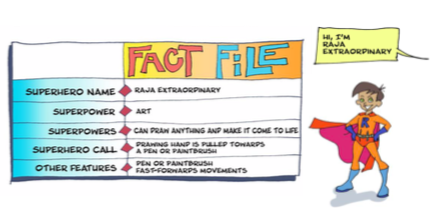 HI, I'M
RAJA
EXTRAORDINARY
FACT FILE
SUPERHERO NAME RAJA EXTRAORDINARY
SUPERPOWER ART
SUPERPOWERS CAN DRAW ANYTHING AND MAKE IT COME TO LIFE
SUPERHERO CALL DRAWING HAND IS PULLED TOWARDS
A PEN OR PAINTBRUSH
OTHER FEATURES PEN OR PAINTBRUSH
FAST-FORWARDS MOVEMENTS
R